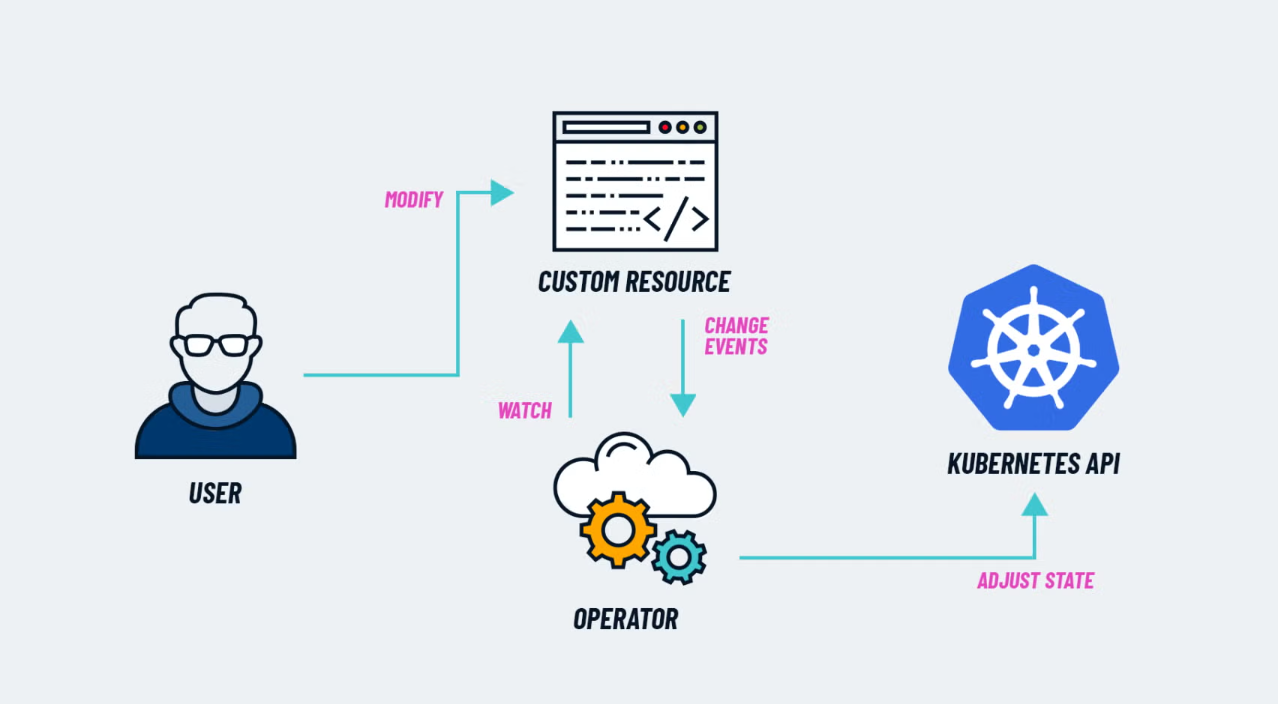 MODIFY
CUSTOM RESOURCE
CHANGE
EVENTS
WATCH
USER
KUBERNETES API
ADJUST STATE
OPERATOR